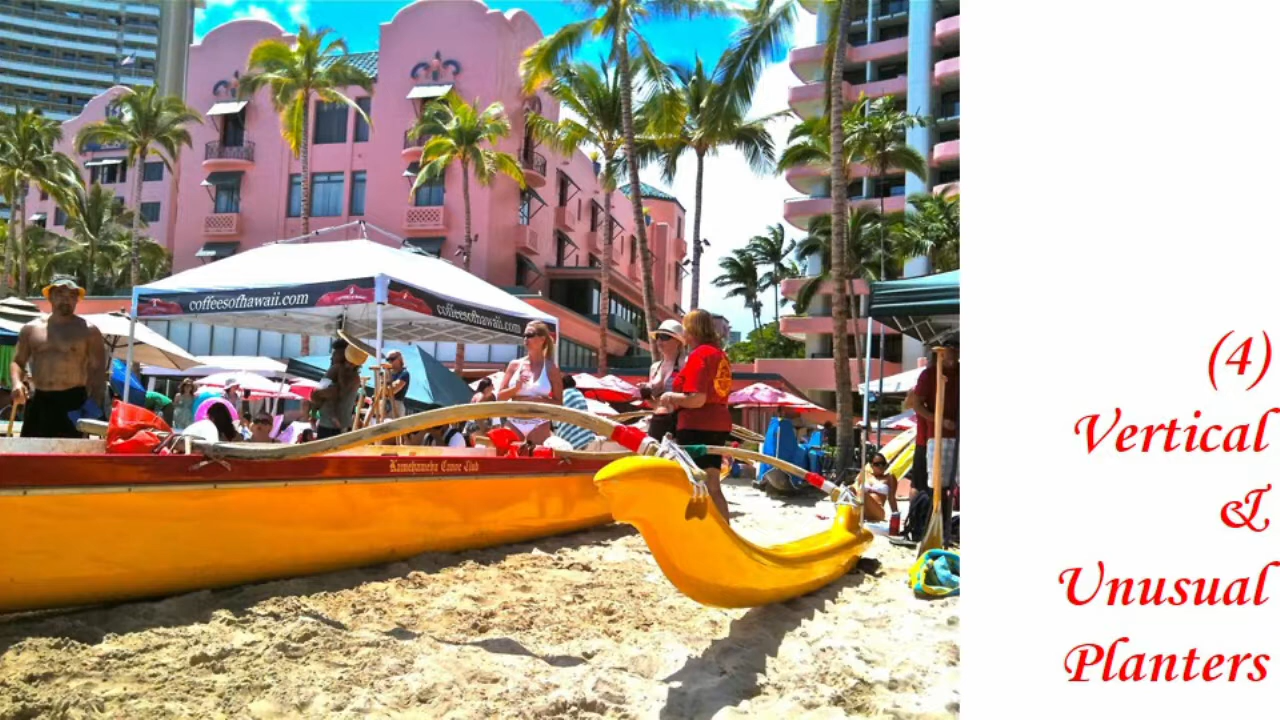 coffeesofhawaii.com
coffeesofhawaii.com
Kamehameha Canoe Club
(4)
Vertical
&
Unusual
Planters